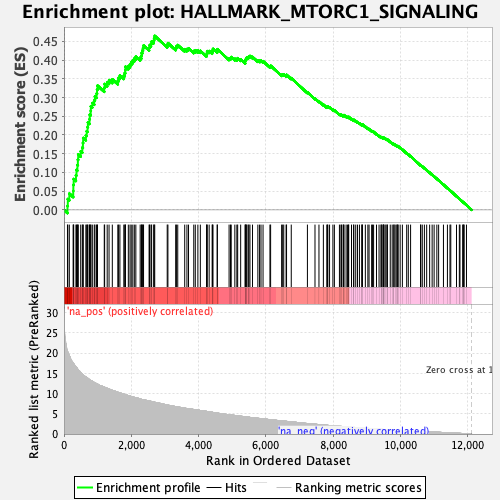 Enrichment plot: HALLMARK_MTORC1_SIGNALING
Enrichment score (ES)
0.45
0.40
0.35
0.30
0.25
0.20
0.15
0.10
0.05
0.00
Ranked list metric (PreRanked)
30
25
20
15
10
5
0
'na_pos' (positively correlated)
Zero cross at 1
'na_neg' (negatively correlated)
0
2,000
4,000
6,000
8,000
10,000
12,000
Rank in Ordered Dataset
Enrichment profile
Hits
Ranking metric scores